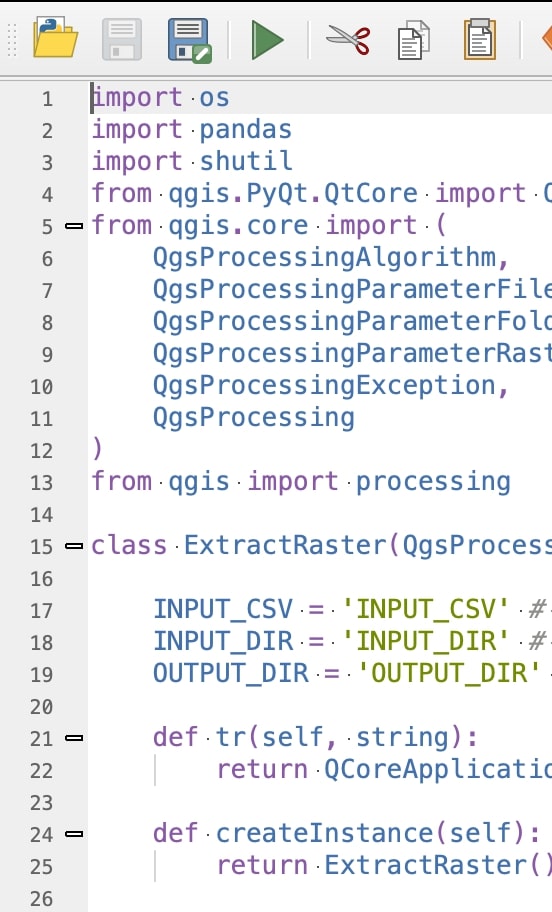 1 import os
2 import pandas
3 import shutil
4 from qgis.PyQt.QtCore import
5 from qgis.core import (
6 QgsProcessingAlgorithm,
7 QgsProcessingParameterFile
8 QgsProcessingParameterFold
9 QgsProcessingParameterRast
10 QgsProcessingException,
11 QgsProcessing
12 )
13 from qgis import processing
14
15 class ExtractRaster(QgsProcess
16
17 INPUT_CSV = 'INPUT_CSV' #
18 INPUT_DIR = 'INPUT_DIR' #
19 OUTPUT_DIR = 'OUTPUT_DIR'
20
21 def tr(self, string):
22 return QCoreApplicatio
23
24 def createInstance(self):
25 return ExtractRaster()
26